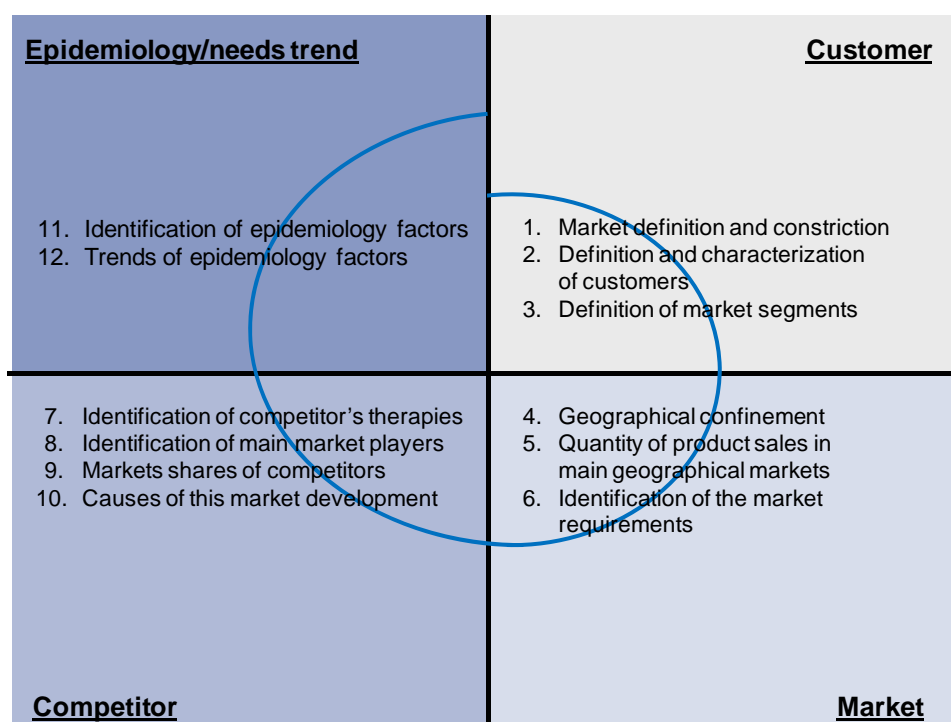 Epidemiology/needs trend
Customer
11. Identification of epidemiology factors
12. Trends of epidemiology factors
1. Market definition and constriction
2. Definition and characterization
of customers
3. Definition of market segments
7. Identification of competitor's therapies
8. Identification of main market players
9. Markets shares of competitors
10. Causes of this market development
4. Geographical confinement
5. Quantity of product sales in
main geographical markets
6. Identification of the market
requirements
Competitor
Market